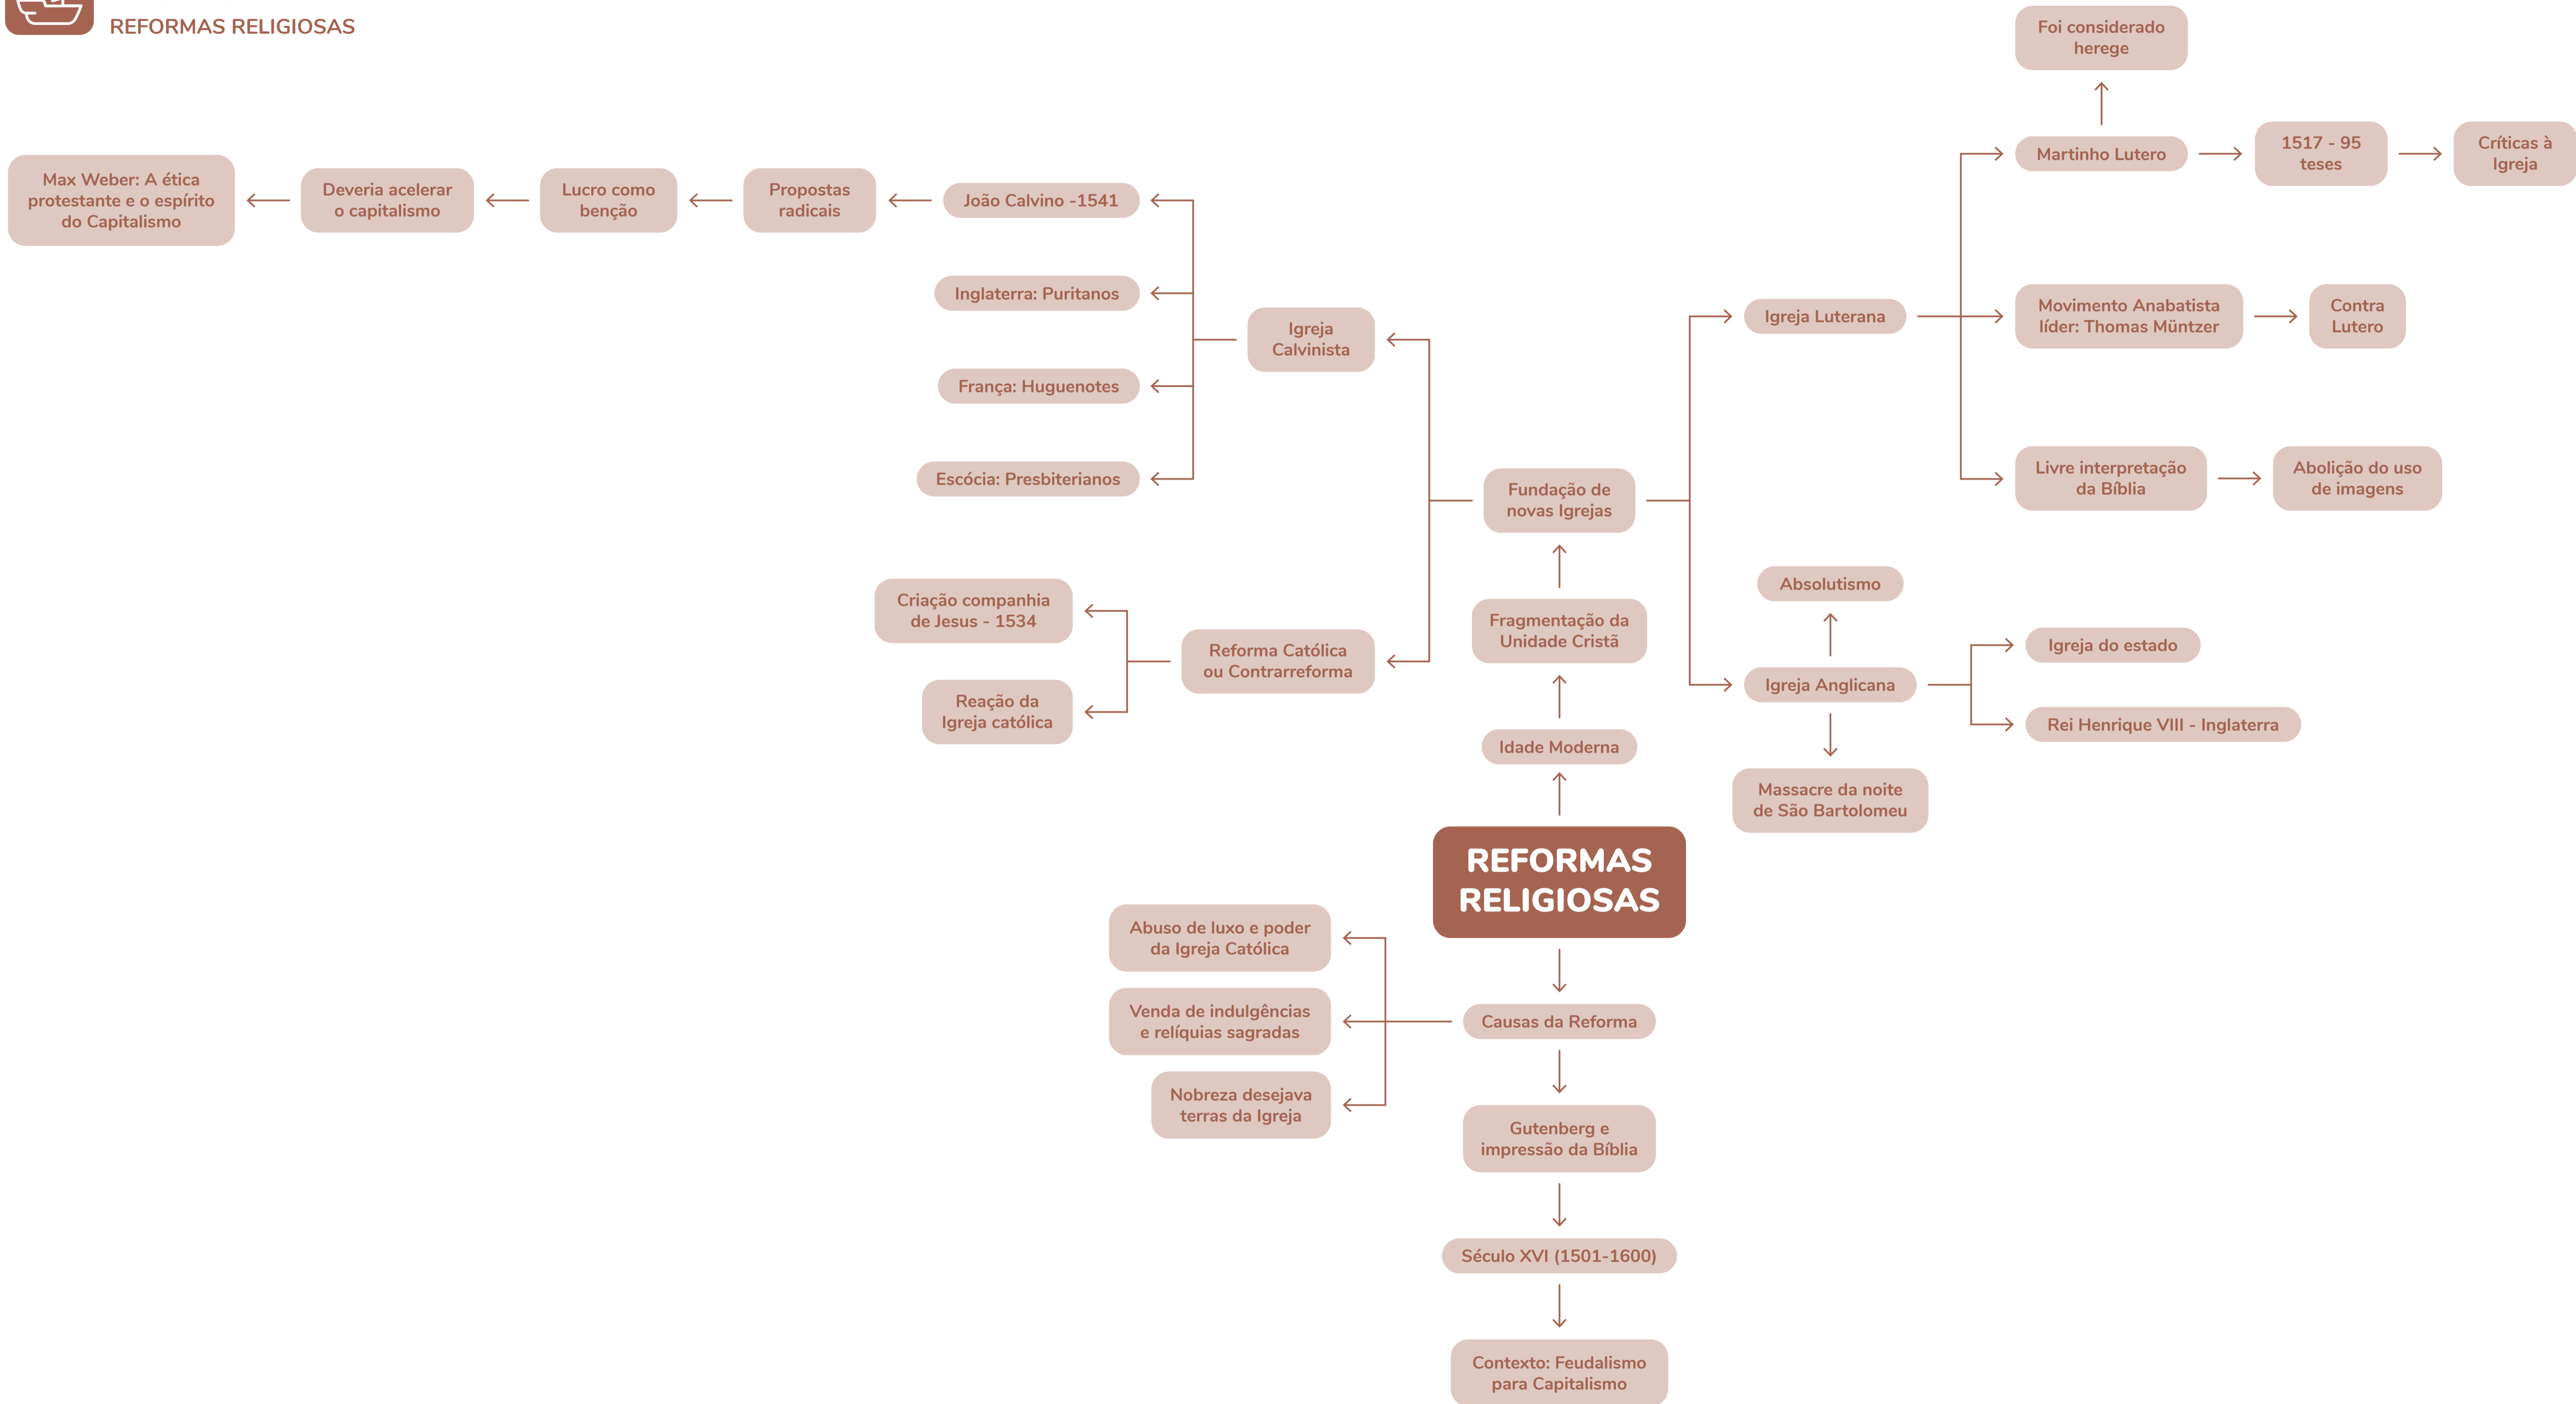 REFORMAS RELIGIOSAS
Foi considerado
herege
Martinho Lutero
1517 - 95
teses
Críticas à
Igreja
Max Weber: A ética
protestante e o espírito
do Capitalismo
Deveria acelerar
o capitalismo
Lucro como
benção
Propostas
radicais
João Calvino -1541
Inglaterra: Puritanos
França: Huguenotes
Escócia: Presbiterianos
Igreja
Calvinista
Igreja Luterana
Movimento Anabatista
líder: Thomas Müntzer
Contra
Lutero
Livre interpretação
da Bíblia
Abolição do uso
de imagens
Fundação de
novas Igrejas
Criação companhia
de Jesus - 1534
Reação da
Igreja católica
Reforma Católica
ou Contrarreforma
Fragmentação da
Unidade Cristã
Idade Moderna
Absolutismo
Igreja Anglicana
Igreja do estado
Rei Henrique VIII - Inglaterra
Massacre da noite
de São Bartolomeu
REFORMAS
RELIGIOSAS
Abuso de luxo e poder
da Igreja Católica
Venda de indulgências
e relíquias sagradas
Nobreza desejava
terras da Igreja
Causas da Reforma
Gutenberg e
impressão da Bíblia
Século XVI (1501-1600)
Contexto: Feudalismo
para Capitalismo